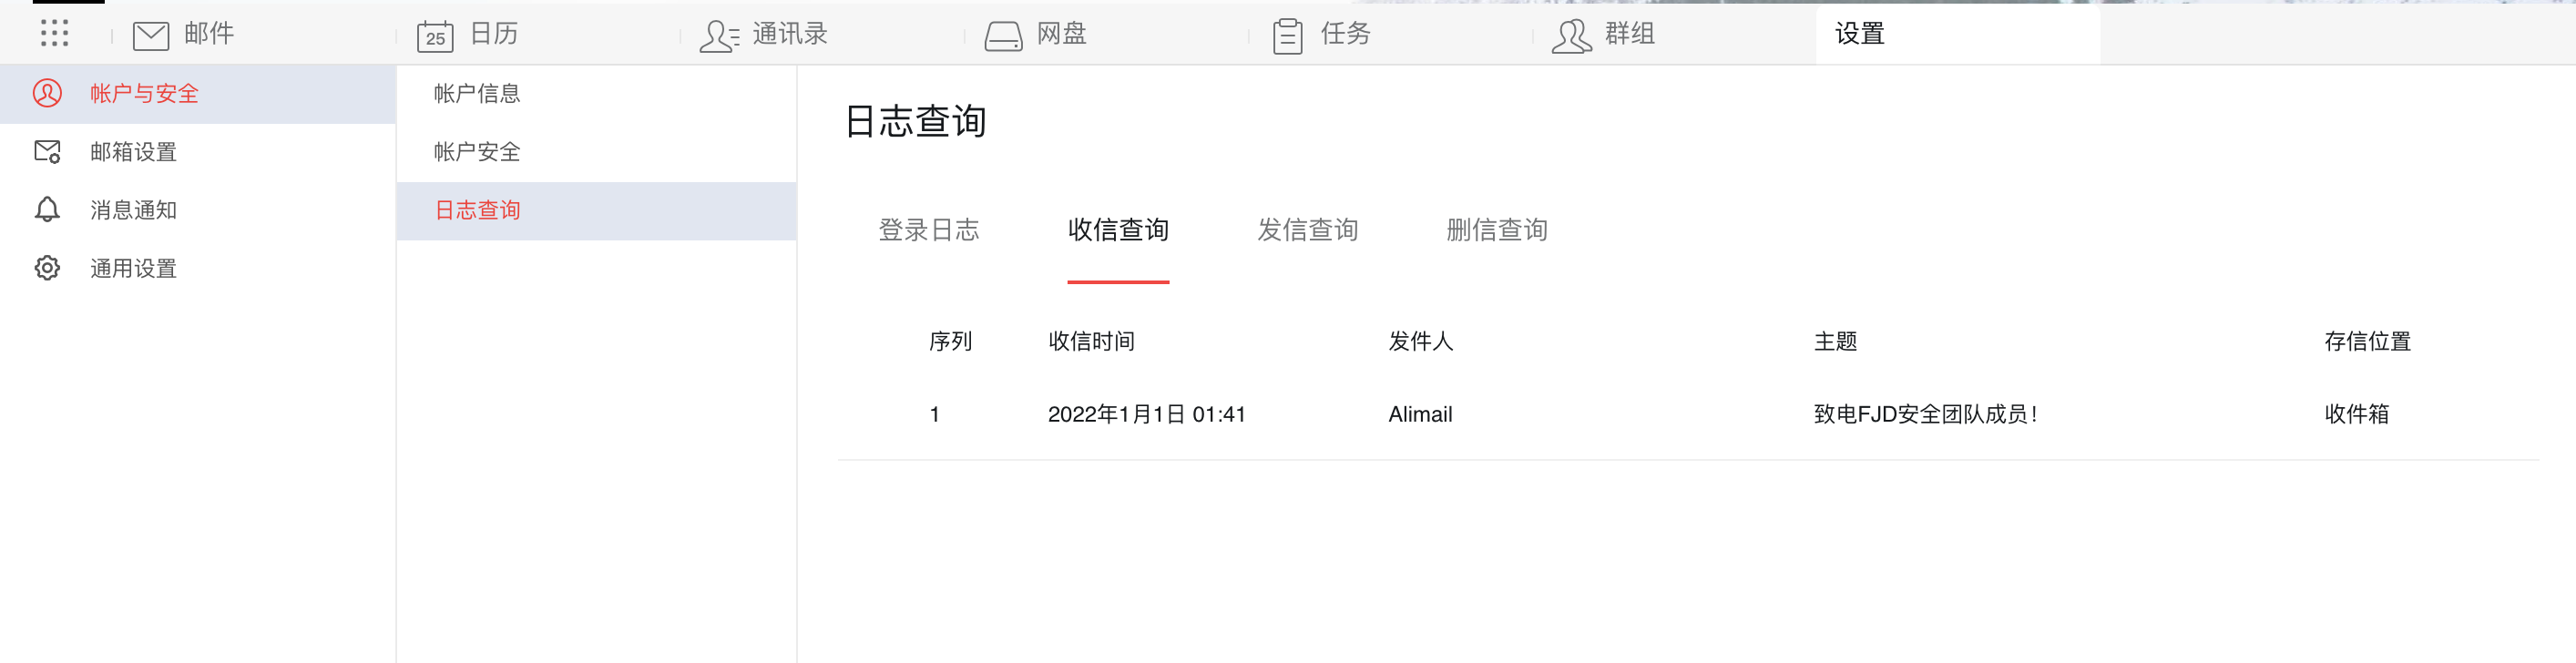 邮件 25 日历 通讯录 网盘 任务 群组 设置
帐户与安全
邮箱设置
消息通知
通用设置
帐户信息
帐户安全
日志查询
日志查询
登录日志 收信查询 发信查询 删信查询
序列 收信时间 发件人 主题 存信位置
1 2022年1月1日 01:41 Alimail 致电FJD安全团队成员！ 收件箱